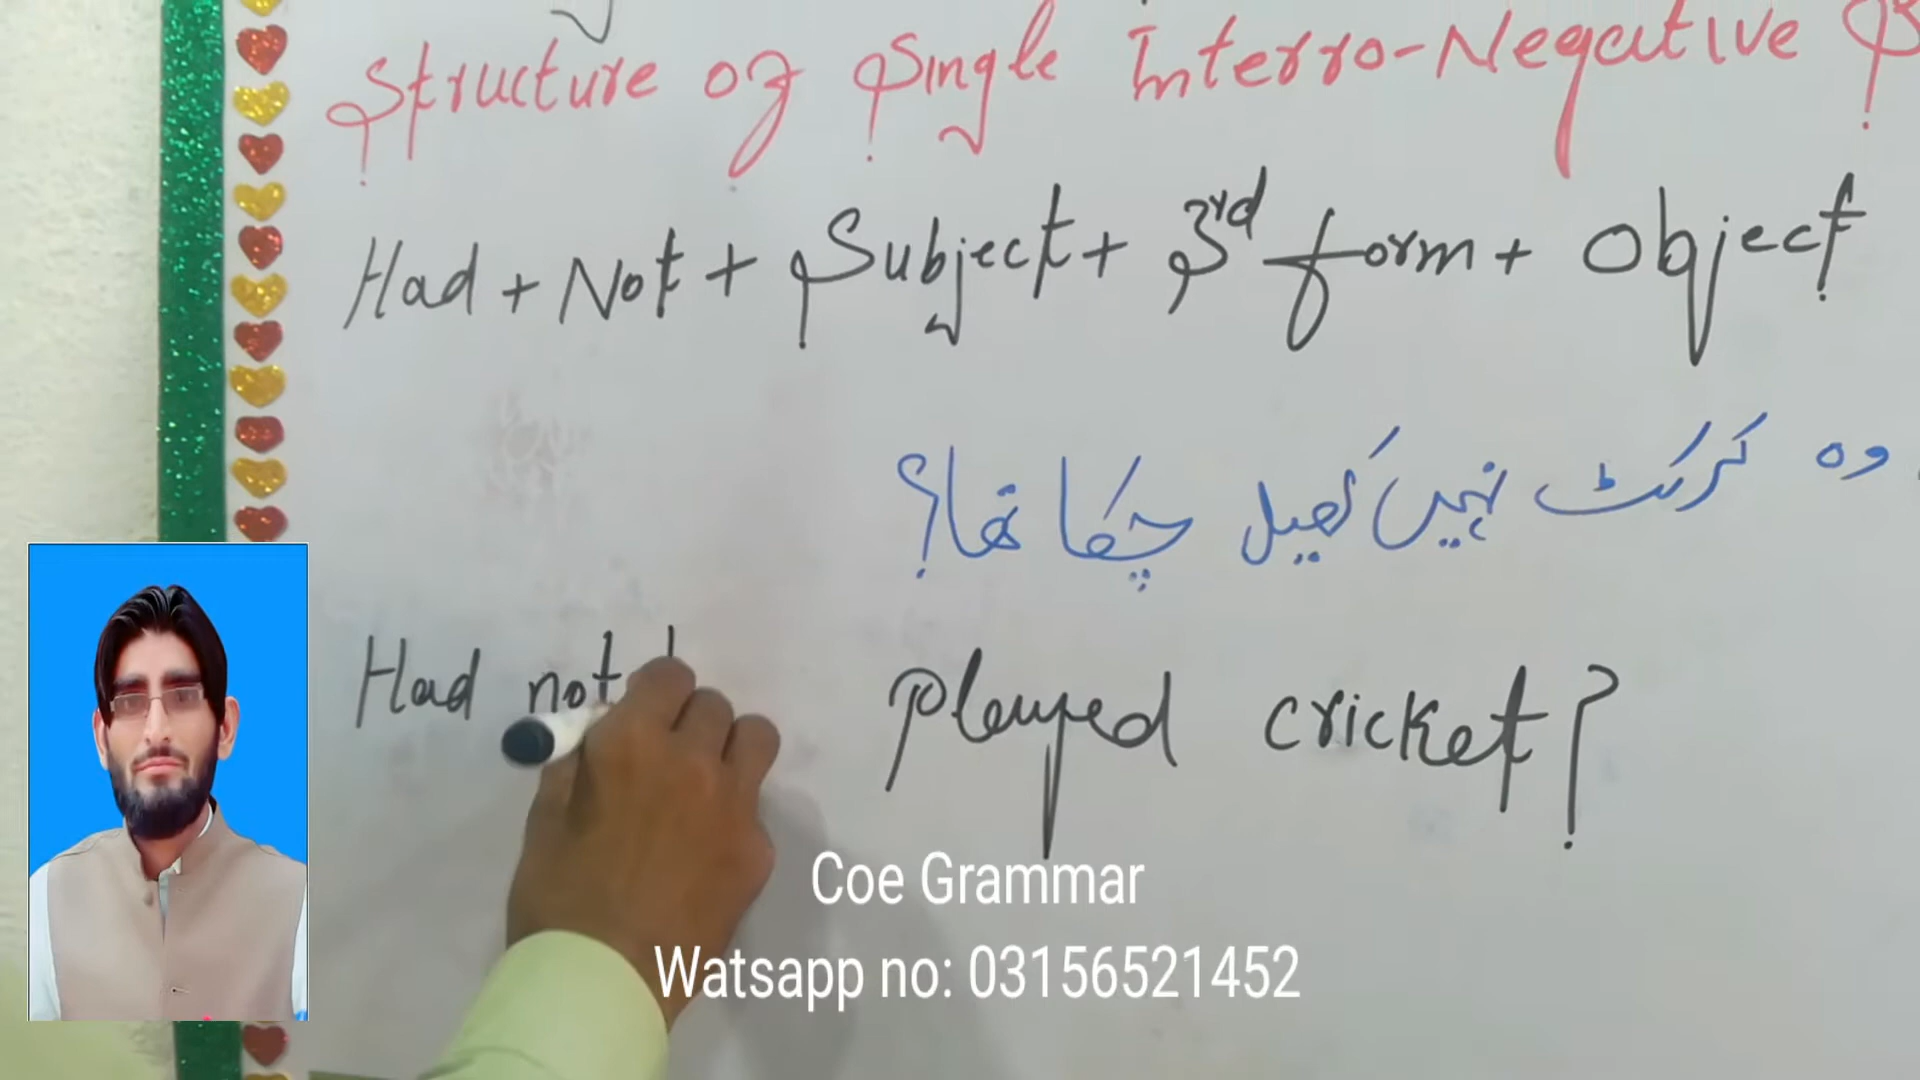 Structure of Single Interro-Negative
Had + Not + Subject + 3rd form + Object
وہ کرکٹ نہیں کھیل چکا تھا؟
Had not played cricket?
Coe Grammar
Watsapp no: 03156521452